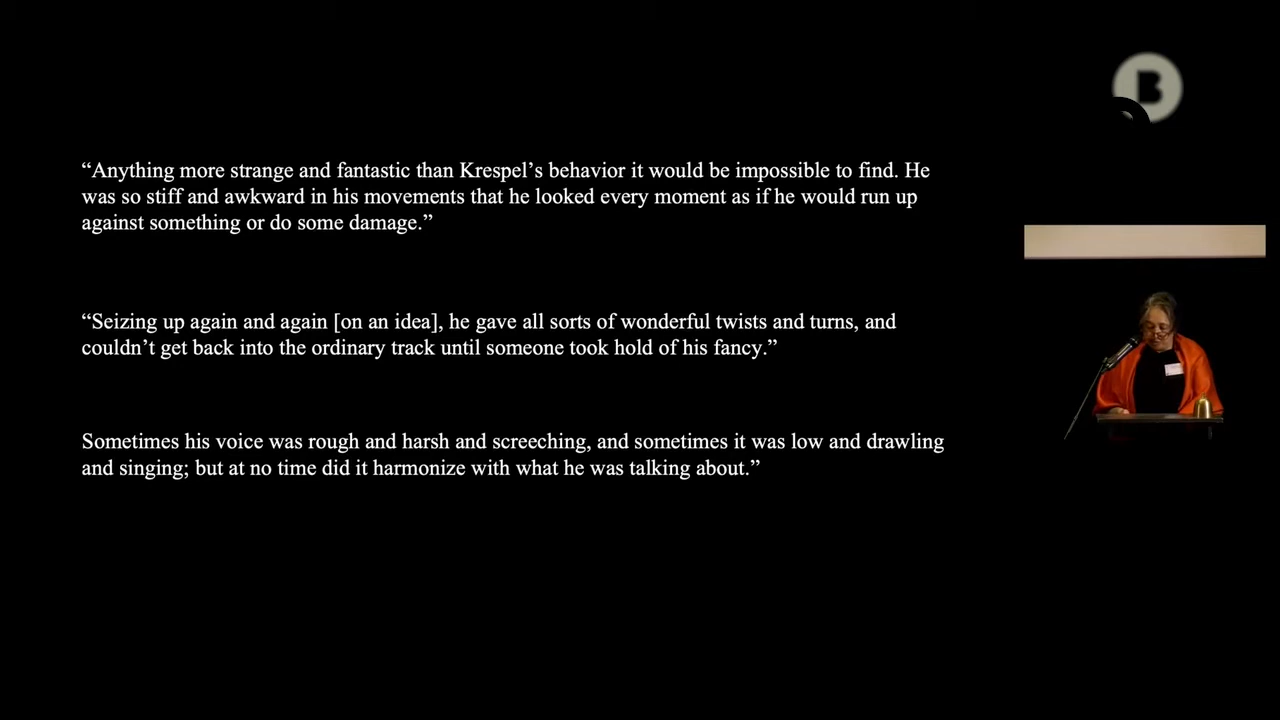 B
“Anything more strange and fantastic than Krespel’s behavior it would be impossible to find. He
was so stiff and awkward in his movements that he looked every moment as if he would run up
against something or do some damage.”
“Seizing up again and again [on an idea], he gave all sorts of wonderful twists and turns, and
couldn’t get back into the ordinary track until someone took hold of his fancy.”
Sometimes his voice was rough and harsh and screeching, and sometimes it was low and drawling
and singing; but at no time did it harmonize with what he was talking about.”